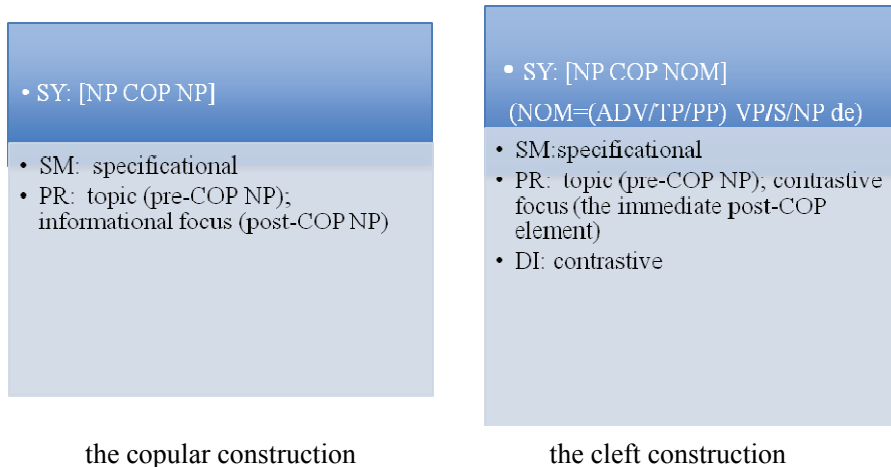 • SY: [NP COP NP]
• SM: specificational
• PR: topic (pre-COP NP);
informational focus (post-COP NP)
the copular construction
• SY: [NP COP NOM]
(NOM=(ADV/TP/PP) VP/S/NP de)
• SM:specificational
• PR: topic (pre-COP NP); contrastive
focus (the immediate post-COP
element)
• DI: contrastive
the cleft construction